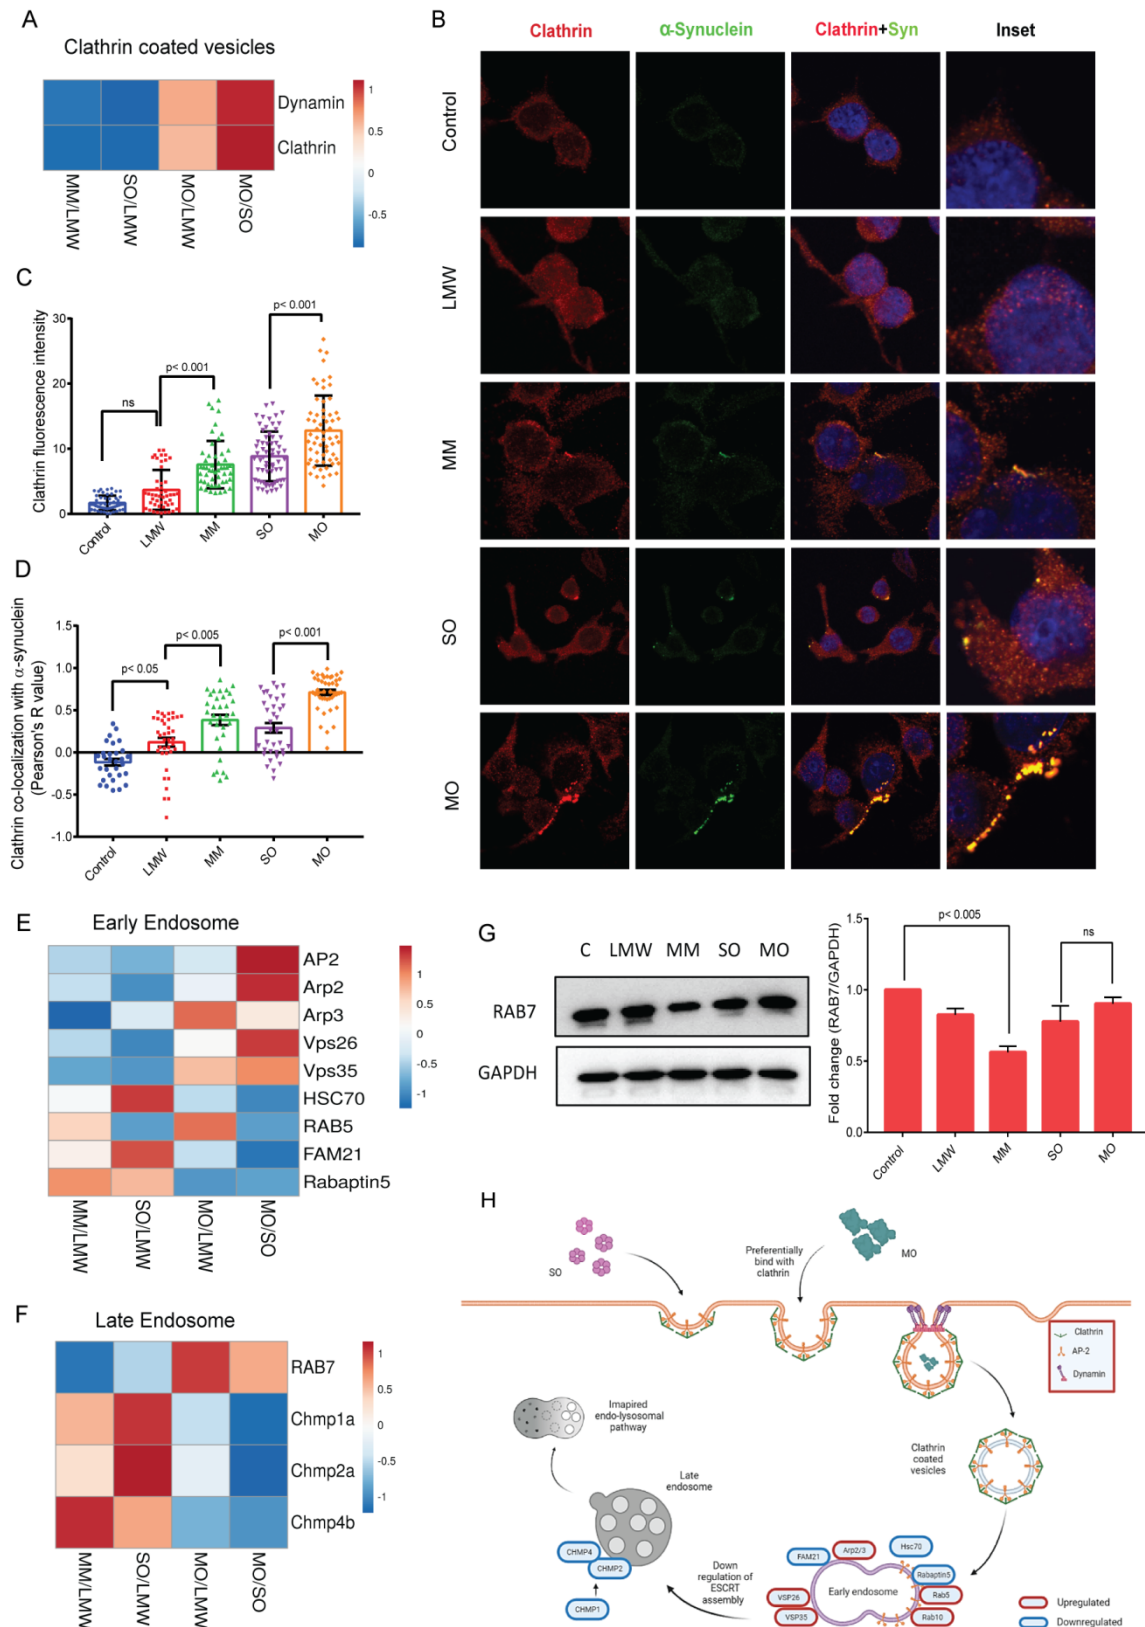 A
Clathrin coated vesicles
Dynamin
Clathrin
1
0.5
0
-0.5
MM/LMW
SO/LMW
MO/LMW
MO/SO
B
Clathrin
α-Synuclein
Clathrin+Syn
Inset
Control
LMW
MM
SO
MO
C
Clathrin fluorescence intensity
30
20
10
0
ns
p< 0.001
p< 0.001
Control
LMW
MM
SO
MO
D
Clathrin co-localization with α-synuclein
(Pearson's R value)
1.5
1.0
0.5
0.0
-0.5
-1.0
p< 0.05
p< 0.005
p< 0.001
Control
LMW
MM
SO
MO
E
Early Endosome
AP2
Arp2
Arp3
Vps26
Vps35
HSC70
RAB5
FAM21
Rabaptin5
1
0.5
0
-0.5
-1
MM/LMW
SO/LMW
MO/LMW
MO/SO
F
Late Endosome
RAB7
Chmp1a
Chmp2a
Chmp4b
1
0.5
0
-0.5
-1
MM/LMW
SO/LMW
MO/LMW
MO/SO
G
C LMW MM SO MO
RAB7
GAPDH
Fold change (RAB7/GAPDH)
1.5
1.0
0.5
0.0
p< 0.005
ns
Control
LMW
MM
SO
MO
H
SO
Preferentially
bind with
clathrin
MO
Clathrin
AP-2
Dynamin
Clathrin
coated
vesicles
Imapired
endo-lysosomal
pathway
Late
endosome
CHMP4
CHMP2
CHMP1
Down
regulation of
ESCRT
assembly
FAM21
Arp2/3
Hsc70
Rabaptin5
Rab5
Rab10
Early endosome
VSP26
VSP35
Upregulated
Downregulated